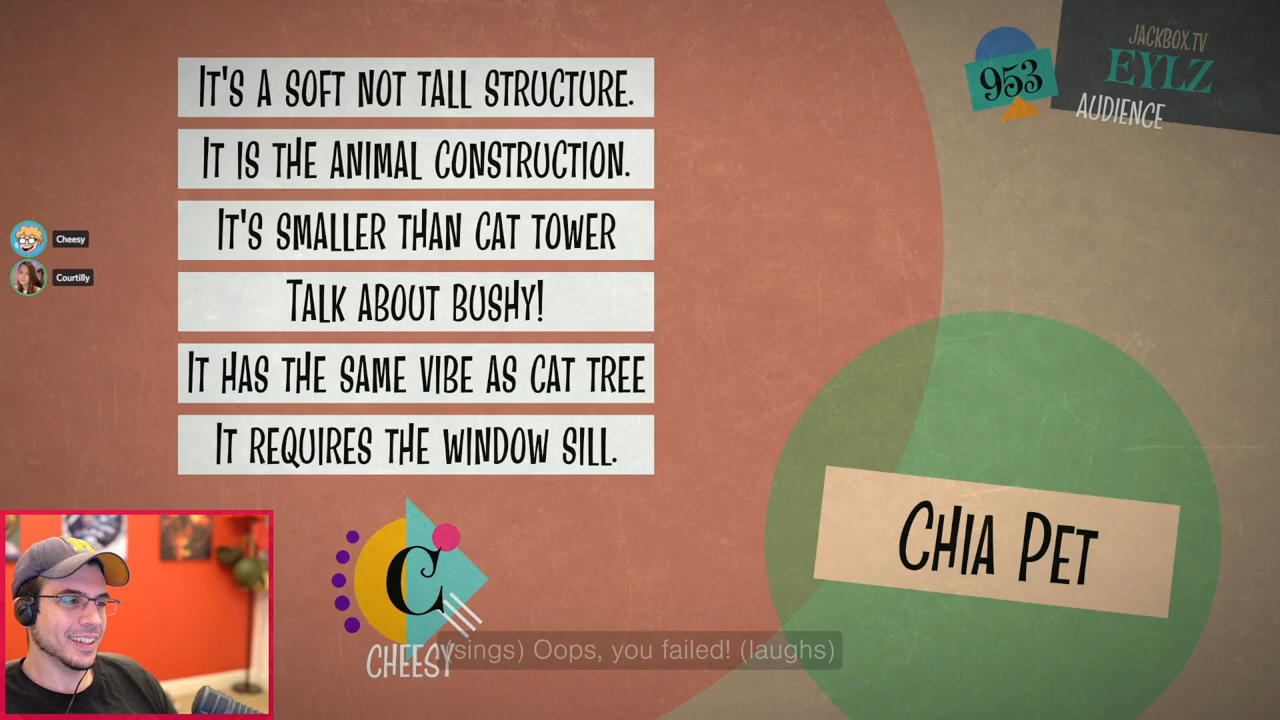 IT'S A SOFT NOT TALL STRUCTURE.
IT IS THE ANIMAL CONSTRUCTION.
IT'S SMALLER THAN CAT TOWER
TALK ABOUT BUSHY!
IT HAS THE SAME VIBE AS CAT TREE
IT REQUIRES THE WINDOW SILL.
953
JACKBOX.TV
EYLZ
AUDIENCE
Cheesy
Courtilly
CHIA PET
C
CHEESY
(sings) Oops, you failed! (laughs)